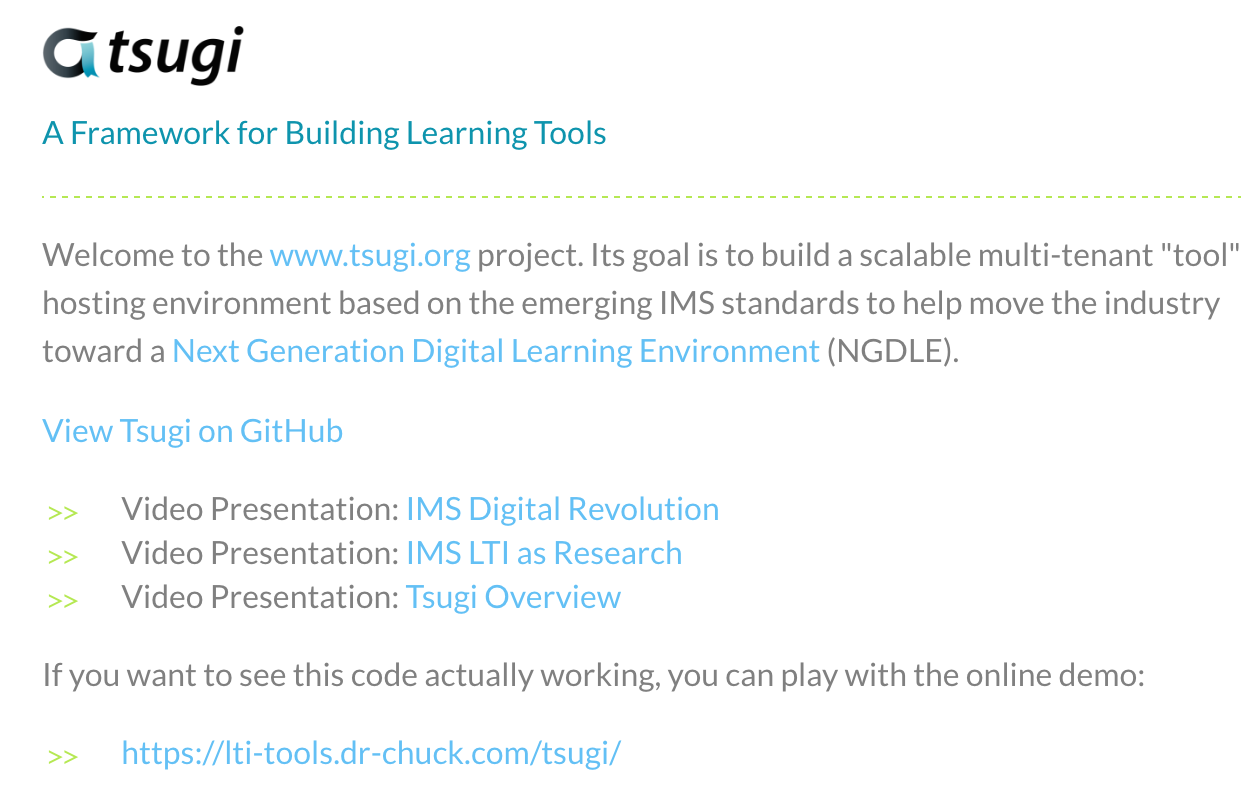 tsugi
A Framework for Building Learning Tools
Welcome to the www.tsugi.org project. Its goal is to build a scalable multi-tenant "tool"
hosting environment based on the emerging IMS standards to help move the industry
toward a Next Generation Digital Learning Environment (NGDLE).
View Tsugi on GitHub
>> Video Presentation: IMS Digital Revolution
>> Video Presentation: IMS LTI as Research
>> Video Presentation: Tsugi Overview
If you want to see this code actually working, you can play with the online demo:
>> https://lti-tools.dr-chuck.com/tsugi/